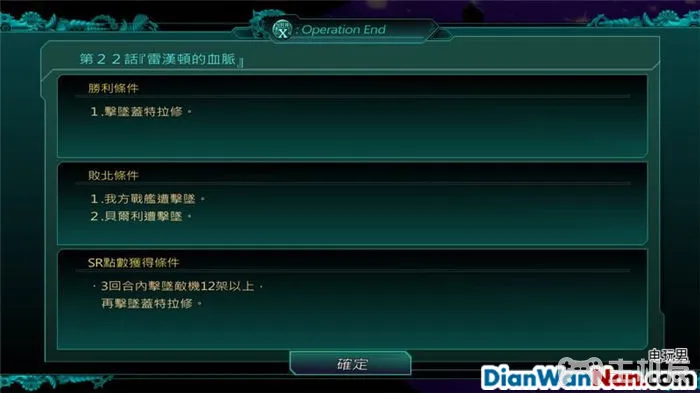 X : Operation End
第２２話『雷漢頓的血脈』
勝利條件
１.擊墜蓋特拉修。
敗北條件
１.我方戰艦遭擊墜。
２.貝爾利遭擊墜。
SR點數獲得條件
‧3回合內擊墜敵機12架以上，
再擊墜蓋特拉修。
確定
电玩男
DianWanNan.com